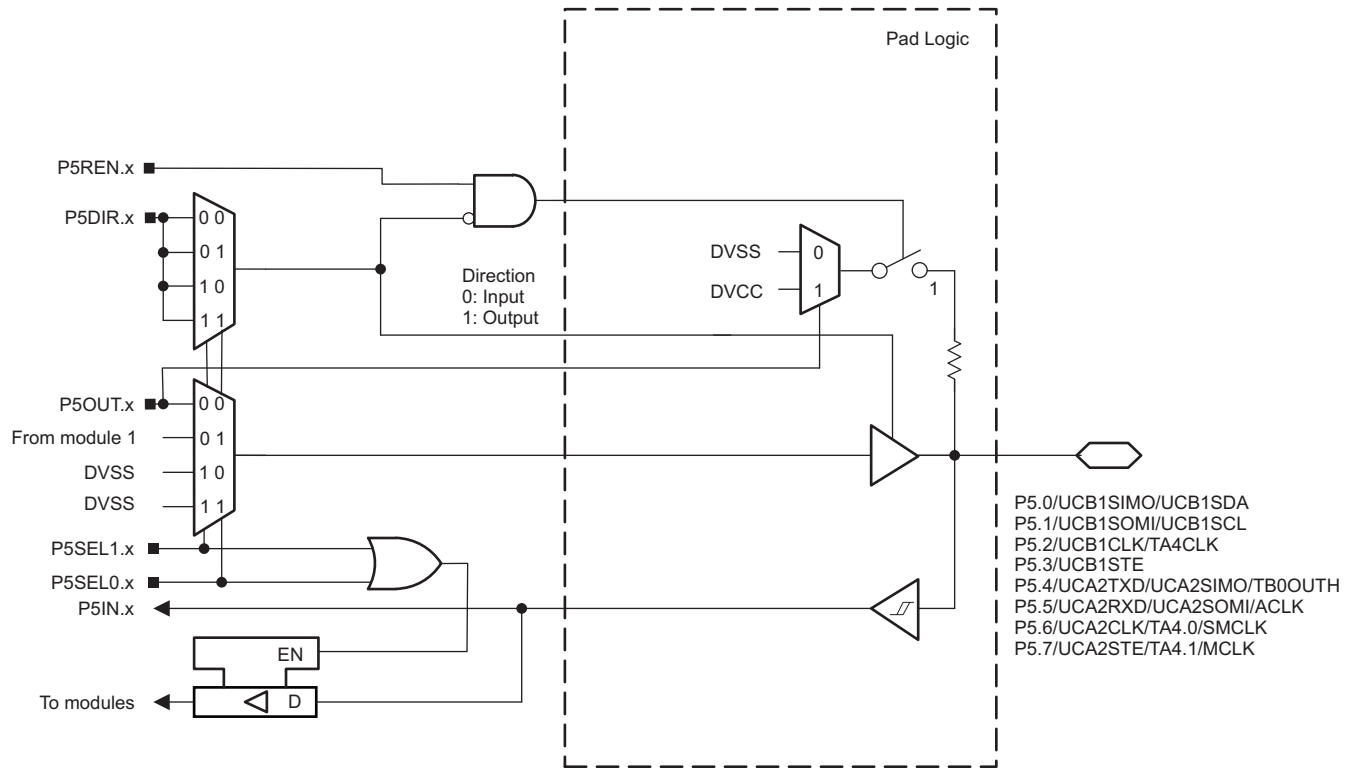 Pad Logic
P5REN.x
P5DIR.x
0 0
0 1
1 0
1 1
Direction
0: Input
1: Output
DVSS
0
DVCC
1
1
P5OUT.x
0 0
From module 1
0 1
DVSS
1 0
DVSS
1 1
P5SEL1.x
P5SEL0.x
P5IN.x
EN
To modules
D
P5.0/UCB1SIMO/UCB1SDA
P5.1/UCB1SOMI/UCB1SCL
P5.2/UCB1CLK/TA4CLK
P5.3/UCB1STE
P5.4/UCA2TXD/UCA2SIMO/TB0OUTH
P5.5/UCA2RXD/UCA2SOMI/ACLK
P5.6/UCA2CLK/TA4.0/SMCLK
P5.7/UCA2STE/TA4.1/MCLK